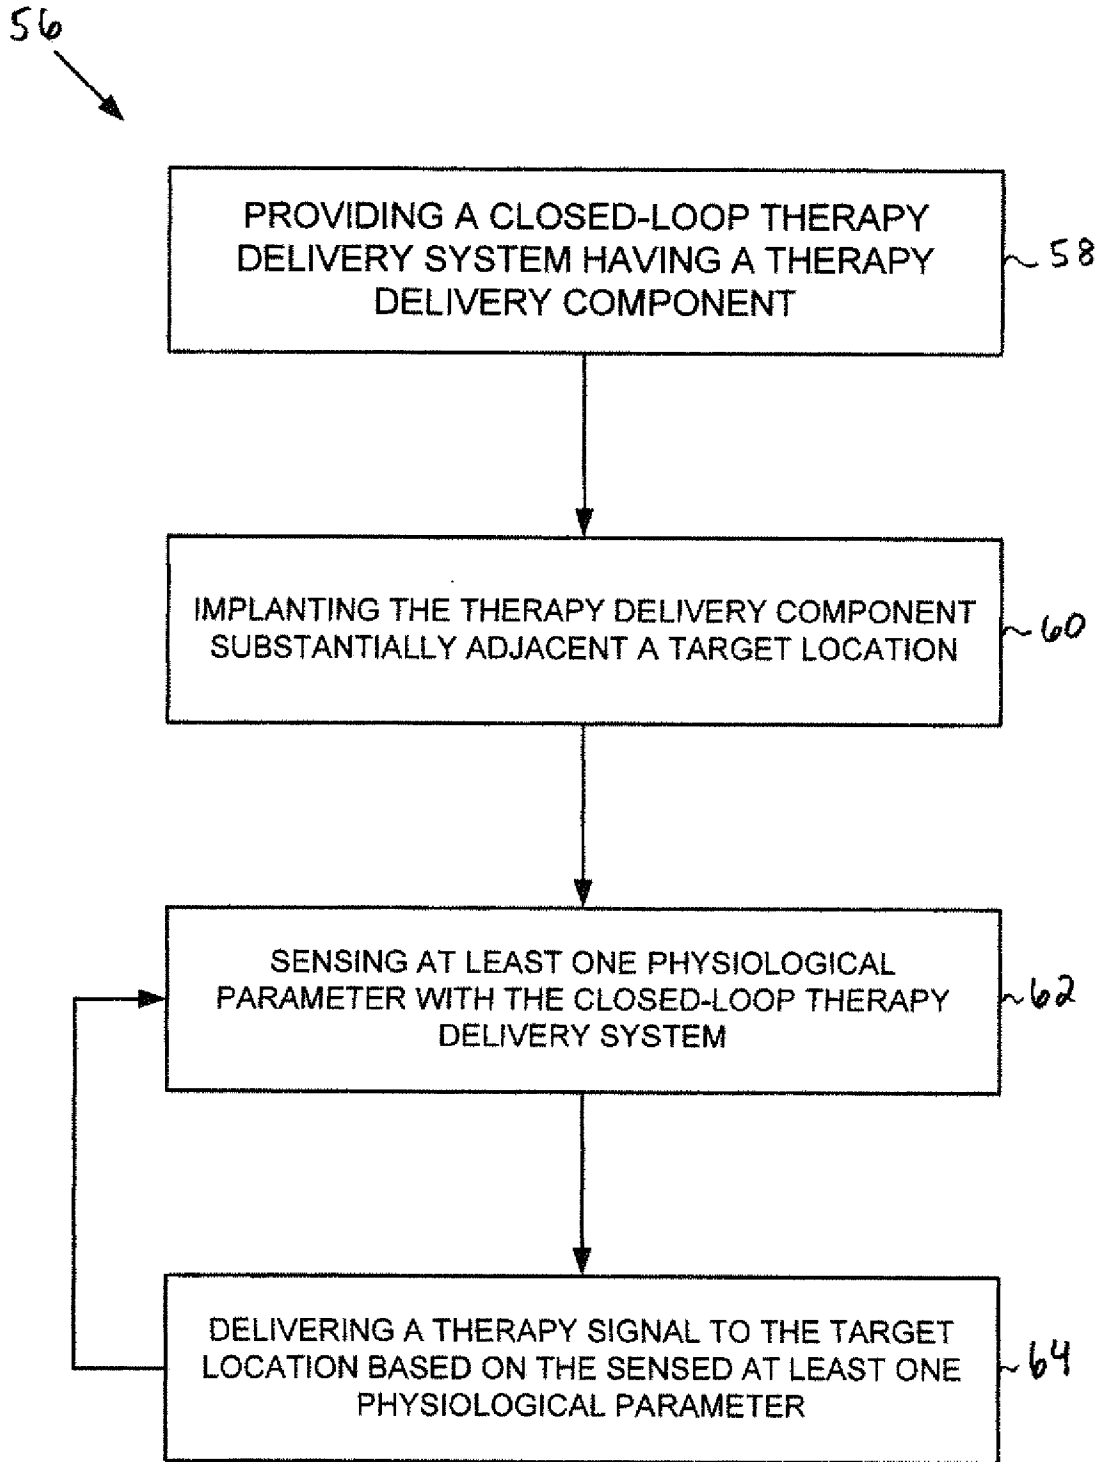 56
PROVIDING A CLOSED-LOOP THERAPY
DELIVERY SYSTEM HAVING A THERAPY
DELIVERY COMPONENT
58
IMPLANTING THE THERAPY DELIVERY COMPONENT
SUBSTANTIALLY ADJACENT A TARGET LOCATION
60
SENSING AT LEAST ONE PHYSIOLOGICAL
PARAMETER WITH THE CLOSED-LOOP THERAPY
DELIVERY SYSTEM
62
DELIVERING A THERAPY SIGNAL TO THE TARGET
LOCATION BASED ON THE SENSED AT LEAST ONE
PHYSIOLOGICAL PARAMETER
64